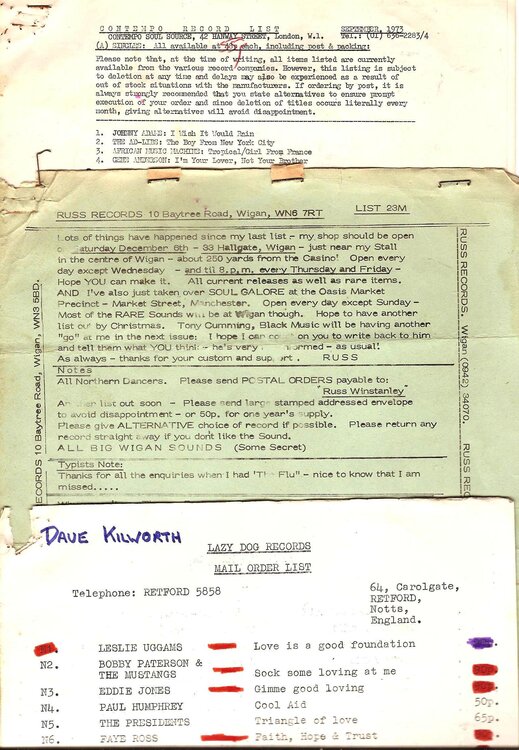 CONTEMPO RECORD LIST SEPTEMBER, 1973
CONTEMPO SOUL SOURCE, 42 HANWAY STREET, London, W.1. Tel.: (01) 636-2283/4
(A) SINGLES: All available at each, including post & packing:
Please note that, at the time of writing, all items listed are currently
available from the various record companies. However, this listing is subject
to deletion at any time and delays may also be experienced as a result of
out of stock situations with the manufacturers. If ordering by post, it is
always strongly recommended that you state alternatives to ensure prompt
execution of your order and since deletion of titles occurs literally every
month, giving alternatives will avoid disappointment.
1. JOHNNY ADAMS: I Wish It Would Rain
2. THE AD-LIBS: The Boy From New York City
3. AFRICAN MUSIC MACHINE: Tropical/Girl From France
4. GENE ANDERSON: I'm Your Lover, Not Your Brother
RUSS RECORDS 10 Baytree Road, Wigan, WN6 7RT LIST 23M
Lots of things have happened since my last list - my shop should be open
on Saturday December 6th - 33 Hallgate, Wigan - just near my Stall
in the centre of Wigan - about 250 yards from the Casino! Open every
day except Wednesday - and til 8.p.m. every Thursday and Friday -
Hope YOU can make it. All current releases as well as rare items.
AND I've also just taken over SOUL GALORE at the Oasis Market
Precinct - Market Street, Manchester. Open every day except Sunday -
Most of the RARE Sounds will be at Wigan though. Hope to have another
list out by Christmas. Tony Cumming, Black Music will be having another
"go" at me in the next issue; I hope I can on you to write back to him
and tell them what YOU think - he's very formed - as usual!
As always - thanks for your custom and support. RUSS
Notes
All Northern Dancers. Please send POSTAL ORDERS payable to:
"Russ Winstanley"
Another list out soon - Please send large stamped addressed envelope
to avoid disappointment - or 50p. for one year's supply.
Please give ALTERNATIVE choice of record if possible. Please return any
record straight away if you don't like the Sound.
ALL BIG WIGAN SOUNDS (Some Secret)
Typists Note:
Thanks for all the enquiries when I had "The Flu" - nice to know that I am
missed.....
RECORDS 10 Baytree Road, Wigan, WN3 5BD.
RUSS RECORDS. Wigan (0942) 34070. RUSS REC
DAVE KILWORTH
LAZY DOG RECORDS
MAIL ORDER LIST
Telephone: RETFORD 5858
64, Carolgate,
RETFORD,
Notts,
England.
N1. LESLIE UGGAMS Love is a good foundation
N2. BOBBY PATERSON &
THE MUSTANGS Sock some loving at me
N3. EDDIE JONES Gimme good loving
N4. PAUL HUMPHREY Cool Aid 50p.
N5. THE PRESIDENTS Triangle of love 65p.
N6. FAYE ROSS Faith, Hope & Trust